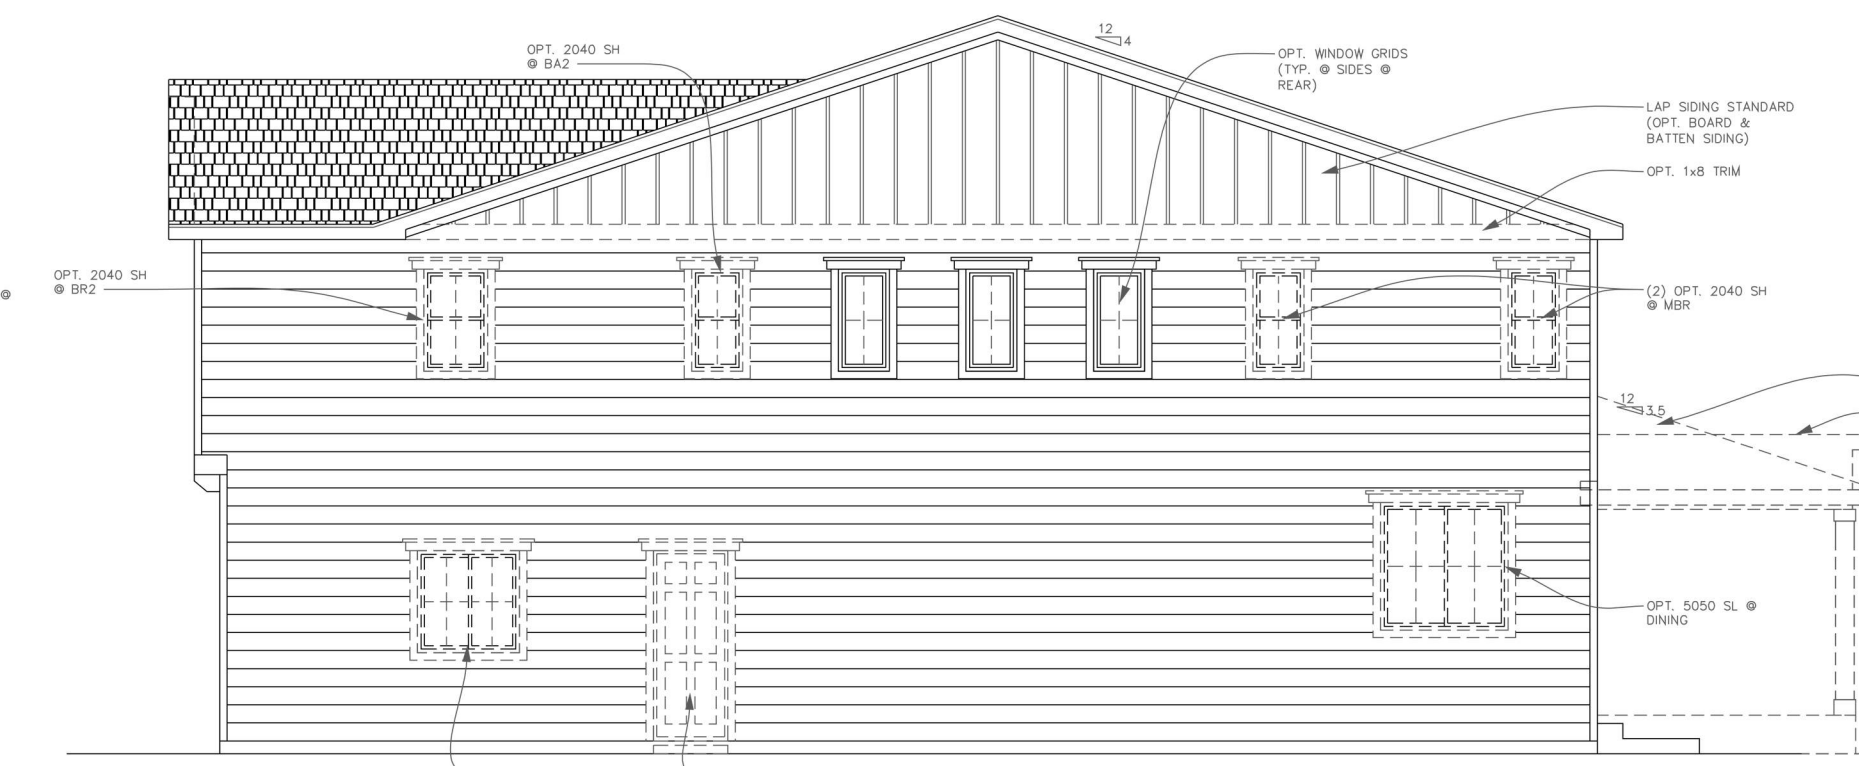 OPT. 2040 SH
@ BA2
12
4
OPT. WINDOW GRIDS
(TYP. @ SIDES @
REAR)
LAP SIDING STANDARD
(OPT. BOARD &
BATTEN SIDING)
OPT. 1x8 TRIM
@
OPT. 2040 SH
@ BR2
(2) OPT. 2040 SH
@ MBR
12
3.5
OPT. 5050 SL @
DINING